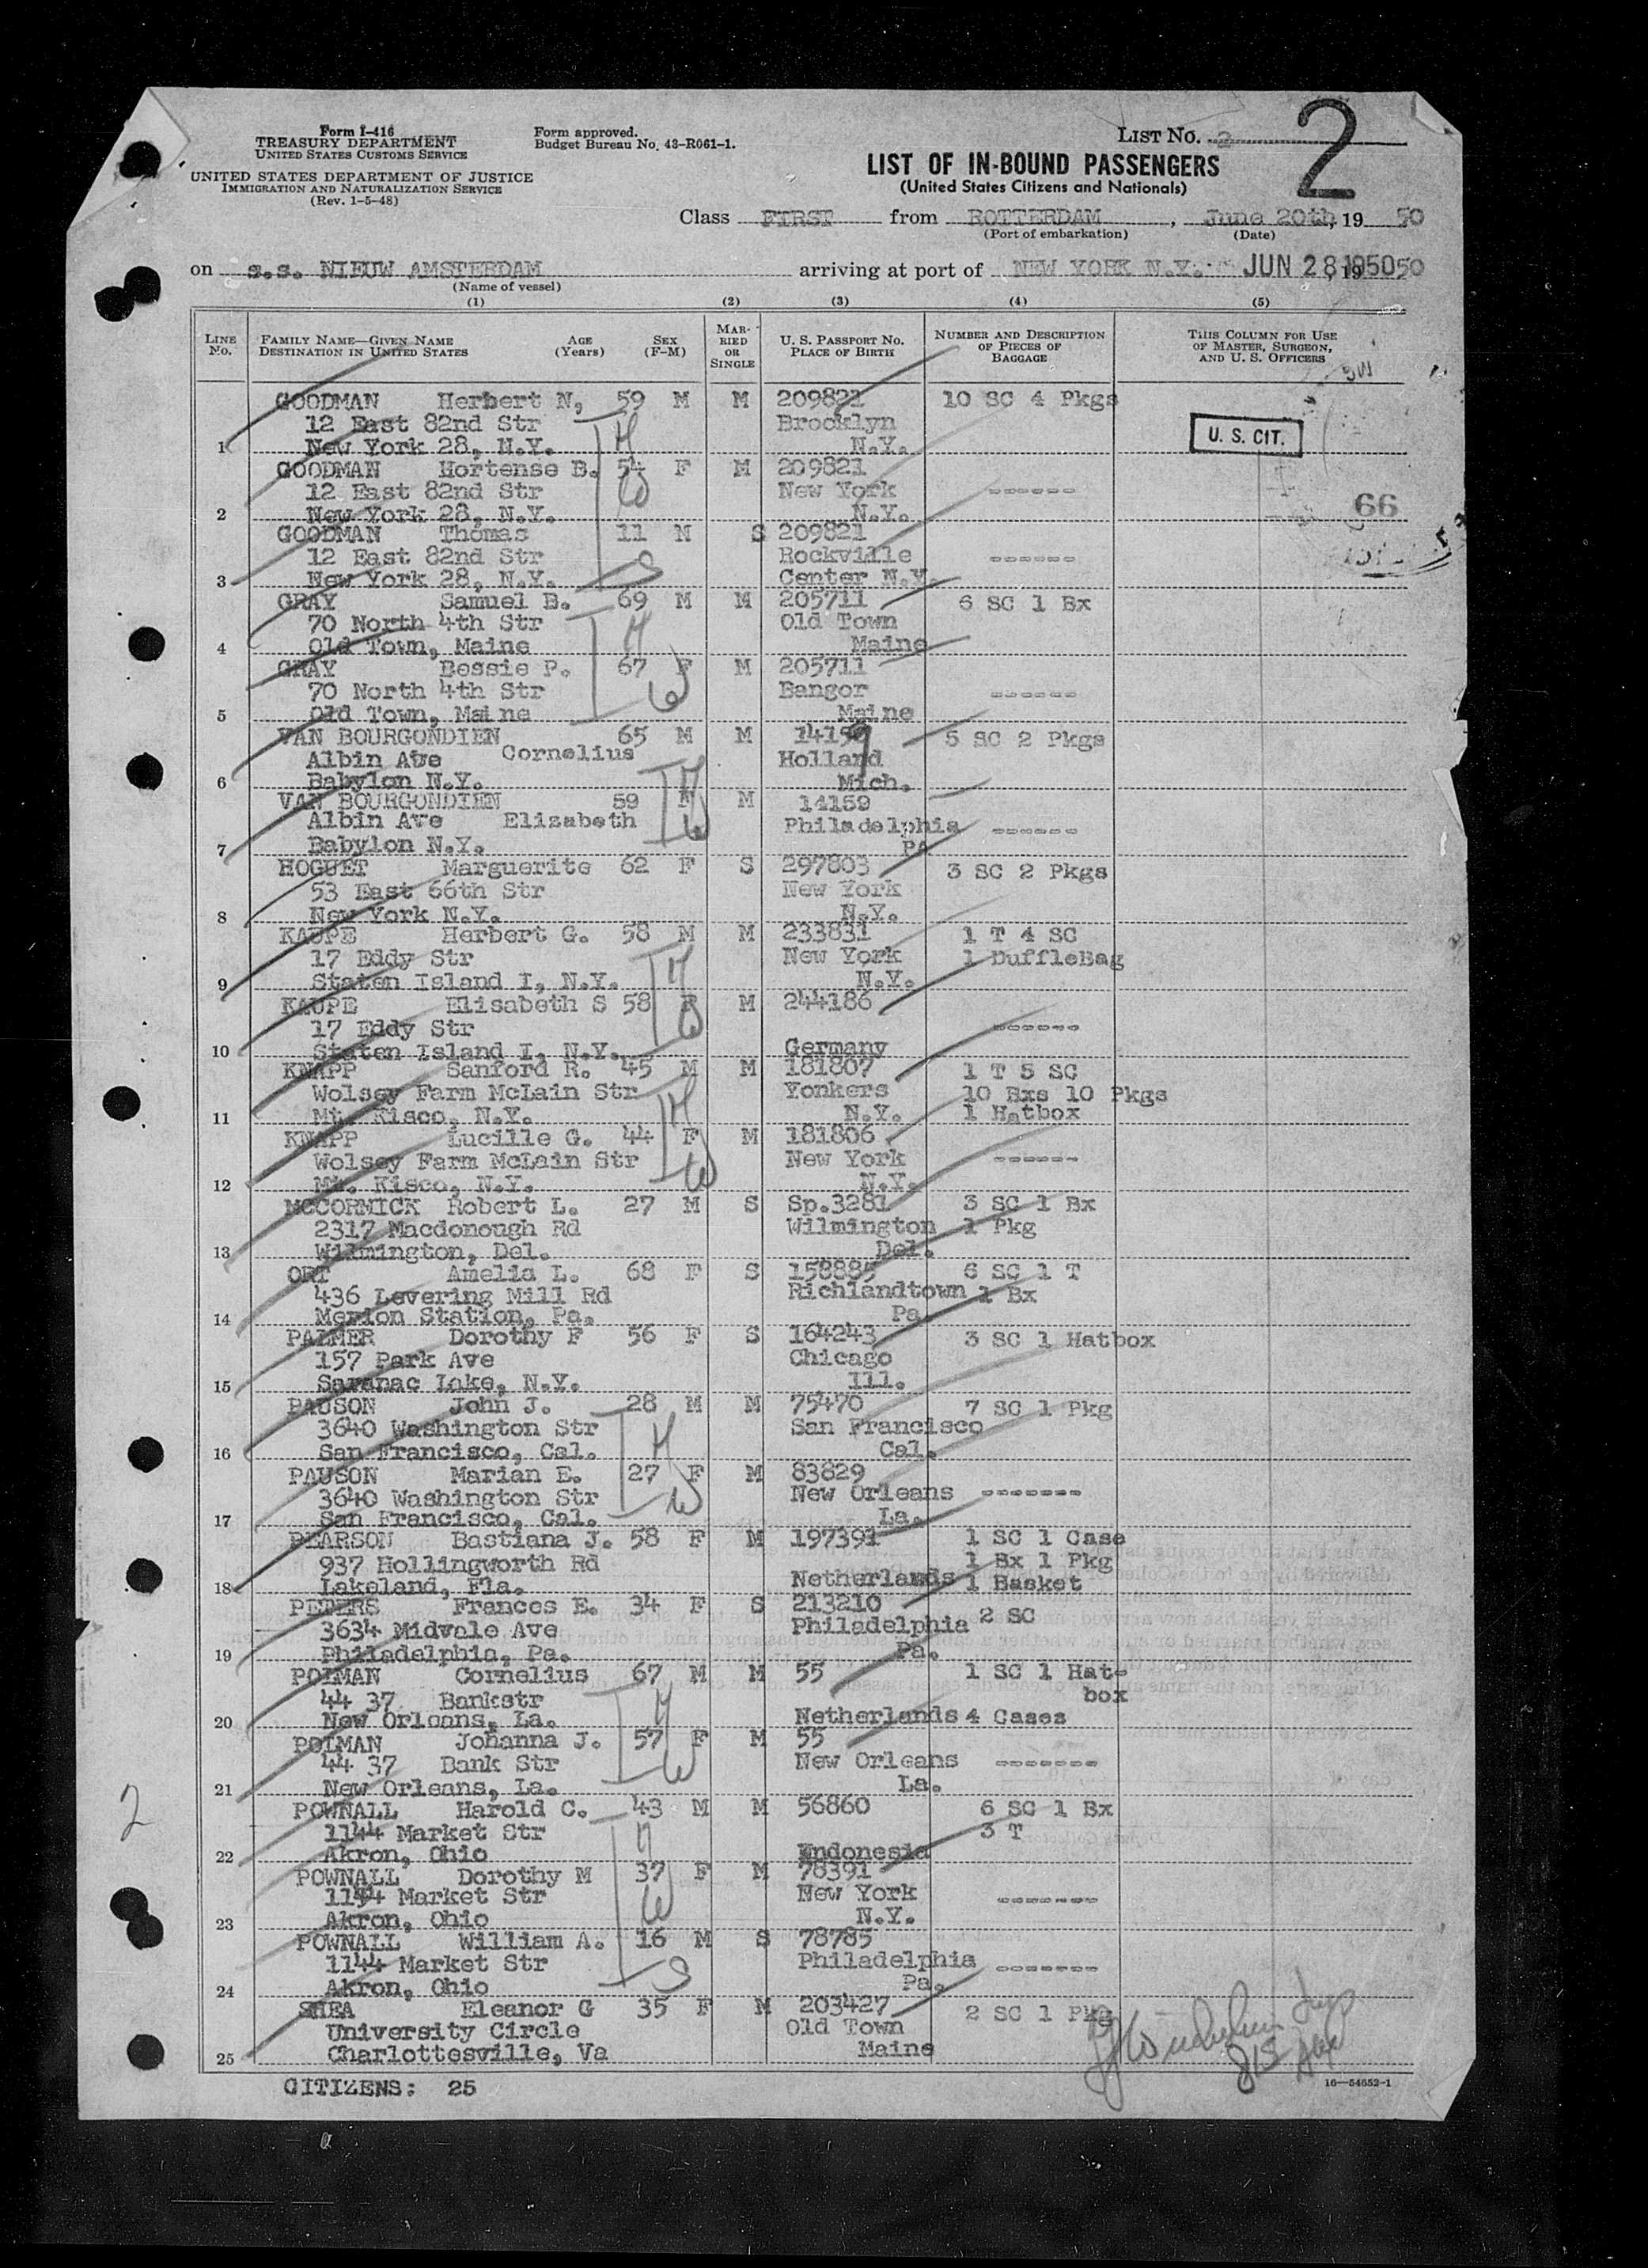 Form I-416
TREASURY DEPARTMENT
UNITED STATES CUSTOMS SERVICE
UNITED STATES DEPARTMENT OF JUSTICE
IMMIGRATION AND NATURALIZATION SERVICE
(Rev. 1-5-48)
Form approved.
Budget Bureau No. 43-R061-1.
LIST NO. 2
2
LIST OF IN-BOUND PASSENGERS
(United States Citizens and Nationals)
Class FIRST from ROTTERDAM, June 20th, 19 50
(Port of embarkation) (Date)
on s.s. NIEUW AMSTERDAM arriving at port of NEW YORK N.Y. JUN 28 1950, 19 50
(Name of vessel)
(1) (2) (3) (4) (5)
LINE NO. FAMILY NAME—GIVEN NAME DESTINATION IN UNITED STATES AGE (Years) SEX (F-M) MARRIED OR SINGLE U. S. PASSPORT NO. PLACE OF BIRTH NUMBER AND DESCRIPTION OF PIECES OF BAGGAGE THIS COLUMN FOR USE OF MASTER, SURGEON, AND U. S. OFFICERS
GOODMAN Herbert N, 59 M M 209821 10 SC 4 Pkgs
12 East 82nd Str Brooklyn
1 New York 28, N.Y. H N.Y.
U. S. CIT.
GOODMAN Hortense B. 54 F M 209821
12 East 82nd Str W New York ------
2 New York 28, N.Y. N.Y.
66
GOODMAN Thomas 11 M S 209821
12 East 82nd Str Rockville ------
3 New York 28, N.Y. S Center N.Y.
GRAY Samuel B. 69 M M 205711 6 SC 1 Bx
70 North 4th Str H Old Town
4 Old Town, Maine Maine
GRAY Bessie P. 67 F M 205711
70 North 4th Str W Bangor ------
5 Old Town, Maine Maine
VAN BOURGONDIEN 65 M M 14159 5 SC 2 Pkgs
Albin Ave Cornelius Holland
6 Babylon N.Y. H Mich.
VAN BOURGONDIEN 59 F M 14159
Albin Ave Elizabeth W Philadelphia ------
7 Babylon N.Y. PA
HOGUET Marguerite 62 F S 297803 3 SC 2 Pkgs
53 East 66th Str New York
8 New York N.Y. N.Y.
KAUPE Herbert G. 58 M M 233831 1 T 4 SC
17 Eddy Str H New York 1 DuffleBag
9 Staten Island I, N.Y. N.Y.
KAUPE Elisabeth S 58 F M 244186
17 Eddy Str W ------
10 Staten Island I, N.Y. Germany
KNAPP Sanford R. 45 M M 181807 1 T 5 SC
Wolsey Farm McLain Str Yonkers 10 Bxs 10 Pkgs
11 Mt. Kisco, N.Y. H N.Y. 1 Hatbox
KNAPP Lucille G. 44 F M 181806
Wolsey Farm McLain Str W New York ------
12 Mt. Kisco, N.Y. N.Y.
MCCORMICK Robert L. 27 M S Sp.3281 3 SC 1 Bx
2317 Macdonough Rd Wilmington 1 Pkg
13 Wilmington, Del. Del.
ORT Amelia L. 68 F S 158885 6 SC 1 T
436 Levering Mill Rd Richlandtown 1 Bx
14 Merion Station, Pa. Pa
PALMER Dorothy F 56 F S 164243 3 SC 1 Hatbox
157 Park Ave Chicago
15 Saranac Lake, N.Y. Ill.
PAUSON John J. 28 M M 75470 7 SC 1 Pkg
3640 Washington Str H San Francisco
16 San Francisco, Cal. Cal.
PAUSON Marian E. 27 F M 83829
3640 Washington Str W New Orleans -------
17 San Francisco, Cal. La.
PEARSON Bastiana J. 58 F M 197391 1 SC 1 Case
937 Hollingworth Rd 1 Bx 1 Pkg
18 Lakeland, Fla. Netherlands 1 Basket
PETERS Frances E. 34 F S 213210
3634 Midvale Ave Philadelphia 2 SC
19 Philadelphia, Pa. Pa.
POLMAN Cornelius 67 M M 55 1 SC 1 Hat-
44 37 Bankstr H box
20 New Orleans, La. Netherlands 4 Cases
POLMAN Johanna J. 57 F M 55
44 37 Bank Str W New Orleans -------
21 New Orleans, La. La.
2
POWNALL Harold C. 43 M M 56860 6 SC 1 Bx
1144 Market Str H 3 T
22 Akron, Ohio Indonesia
POWNALL Dorothy M 37 F M 78391
1144 Market Str W New York -------
23 Akron, Ohio N.Y.
POWNALL William A. 16 M S 78785
1144 Market Str S Philadelphia -------
24 Akron, Ohio Pa.
SHEA Eleanor G 35 F M 203427 2 SC 1 Pkg
University Circle Old Town
25 Charlottesville, Va Maine
CITIZENS: 25
16—54652-1